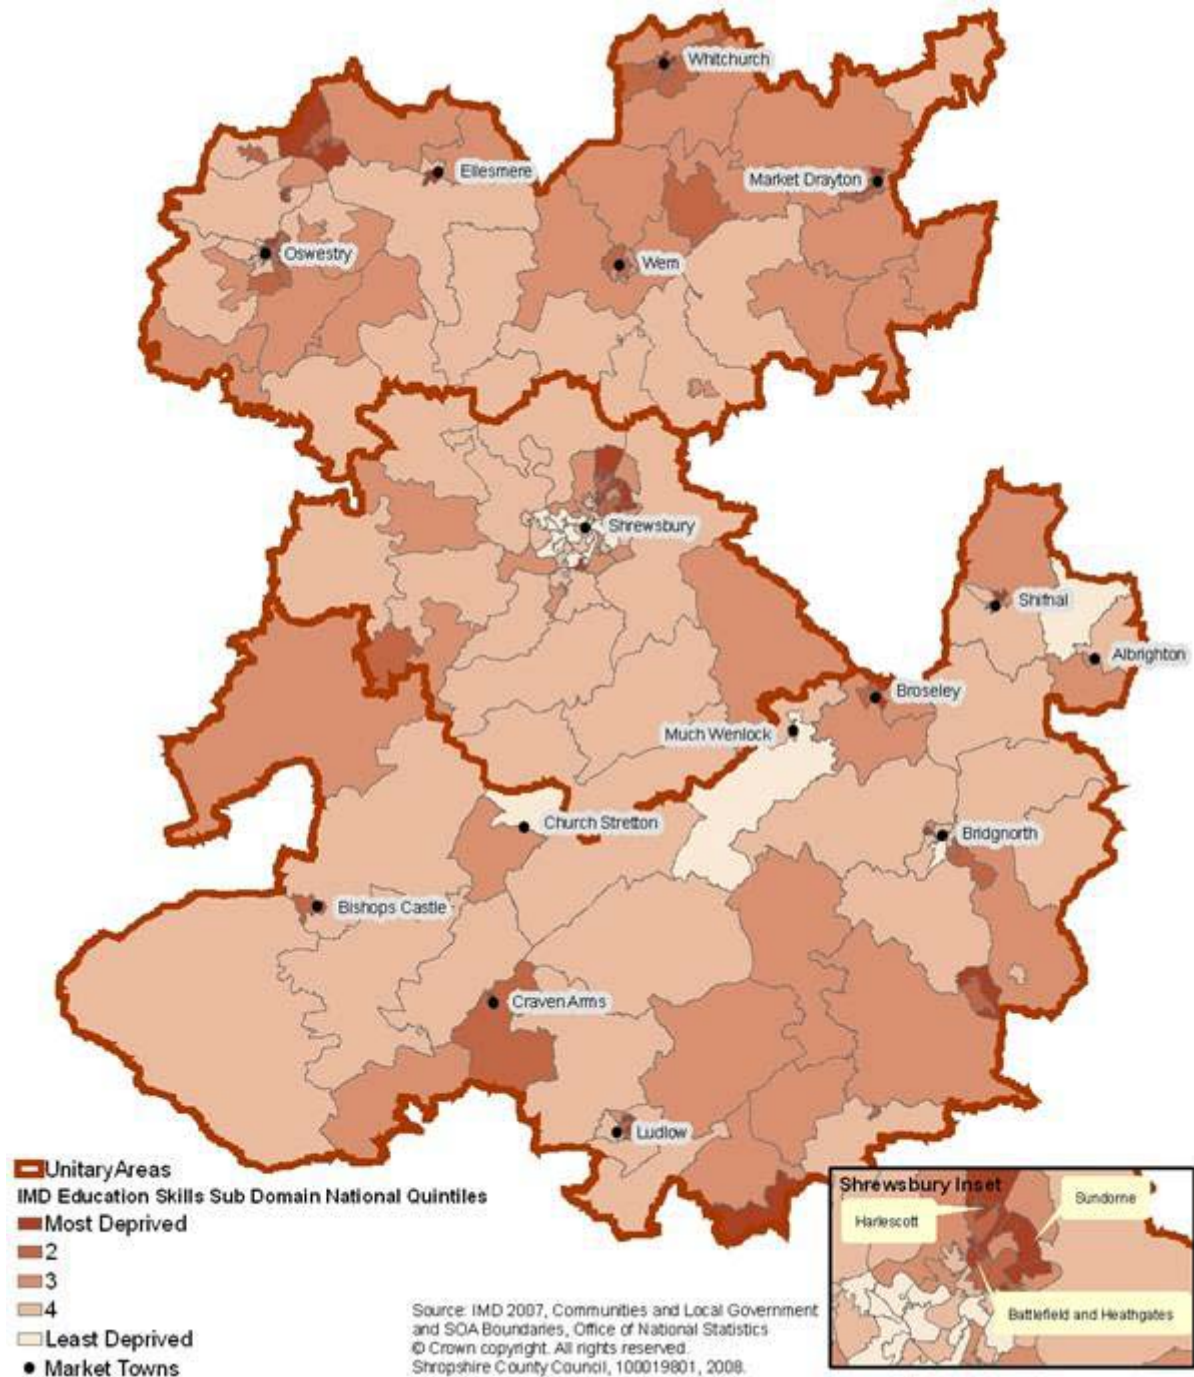 Whitchurch
Ellesmere
Market Drayton
Oswestry
Wem
Shrewsbury
Shifnal
Albrighton
Broseley
Much Wenlock
Church Stretton
Bridgnorth
Bishops Castle
Craven Arms
Ludlow
Unitary Areas
IMD Education Skills Sub Domain National Quintiles
Most Deprived
2
3
4
Least Deprived
Market Towns
Source: IMD 2007, Communities and Local Government
and SOA Boundaries, Office of National Statistics
© Crown copyright. All rights reserved.
Shropshire County Council, 100019801, 2008.
Shrewsbury Inset
Sundorne
Harlescott
Battlefield and Heathgates